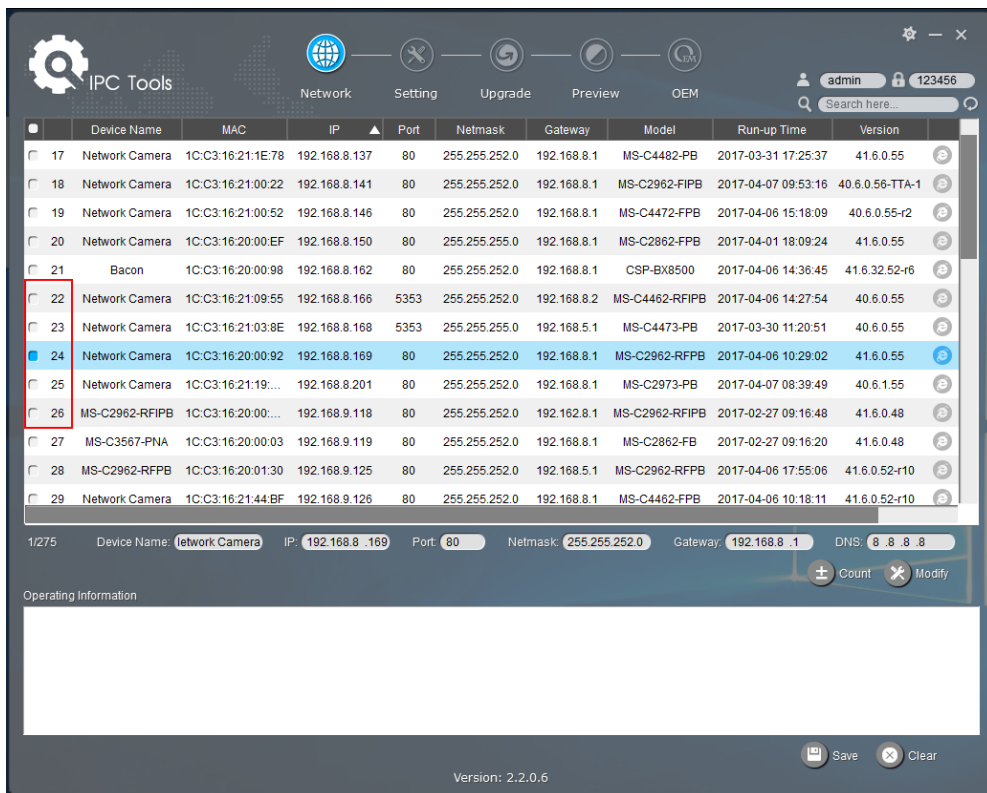 IPC Tools
Network Setting Upgrade Preview OEM
admin 123456
Search here...
Device Name MAC IP Port Netmask Gateway Model Run-up Time Version
17 Network Camera 1C:C3:16:21:1E:78 192.168.8.137 80 255.255.252.0 192.168.8.1 MS-C4482-PB 2017-03-31 17:25:37 41.6.0.55
18 Network Camera 1C:C3:16:21:00:22 192.168.8.141 80 255.255.252.0 192.168.8.1 MS-C2962-FIPB 2017-04-07 09:53:16 40.6.0.56-TTA-1
19 Network Camera 1C:C3:16:21:00:52 192.168.8.146 80 255.255.252.0 192.168.8.1 MS-C4472-FPB 2017-04-06 15:18:09 40.6.0.55-r2
20 Network Camera 1C:C3:16:20:00:EF 192.168.8.150 80 255.255.255.0 192.168.8.1 MS-C2862-FPB 2017-04-01 18:09:24 41.6.0.55
21 Bacon 1C:C3:16:20:00:98 192.168.8.162 80 255.255.252.0 192.168.8.1 CSP-BX8500 2017-04-06 14:36:45 41.6.32.52-r6
22 Network Camera 1C:C3:16:21:09:55 192.168.8.166 5353 255.255.252.0 192.168.8.2 MS-C4462-RFIPB 2017-04-06 14:27:54 40.6.0.55
23 Network Camera 1C:C3:16:21:03:8E 192.168.8.168 5353 255.255.255.0 192.168.5.1 MS-C4473-PB 2017-03-30 11:20:51 40.6.0.55
24 Network Camera 1C:C3:16:20:00:92 192.168.8.169 80 255.255.252.0 192.168.8.1 MS-C2962-RFPB 2017-04-06 10:29:02 41.6.0.55
25 Network Camera 1C:C3:16:21:19:... 192.168.8.201 80 255.255.252.0 192.168.8.1 MS-C2973-PB 2017-04-07 08:39:49 40.6.1.55
26 MS-C2962-RFIPB 1C:C3:16:20:00:... 192.168.9.118 80 255.255.252.0 192.162.8.1 MS-C2962-RFIPB 2017-02-27 09:16:48 41.6.0.48
27 MS-C3567-PNA 1C:C3:16:20:00:03 192.168.9.119 80 255.255.252.0 192.168.8.1 MS-C2862-FB 2017-02-27 09:16:20 41.6.0.48
28 MS-C2962-RFPB 1C:C3:16:20:01:30 192.168.9.125 80 255.255.252.0 192.168.5.1 MS-C2962-RFPB 2017-04-06 17:55:06 41.6.0.52-r10
29 Network Camera 1C:C3:16:21:44:BF 192.168.9.126 80 255.255.252.0 192.168.8.1 MS-C4462-FPB 2017-04-06 10:18:11 41.6.0.52-r10
1/275 Device Name: letwork Camera IP: 192.168.8 .169 Port: 80 Netmask: 255.255.252.0 Gateway: 192.168.8 .1 DNS: 8 .8 .8 .8
Count Modify
Operating Information
Save Clear
Version: 2.2.0.6